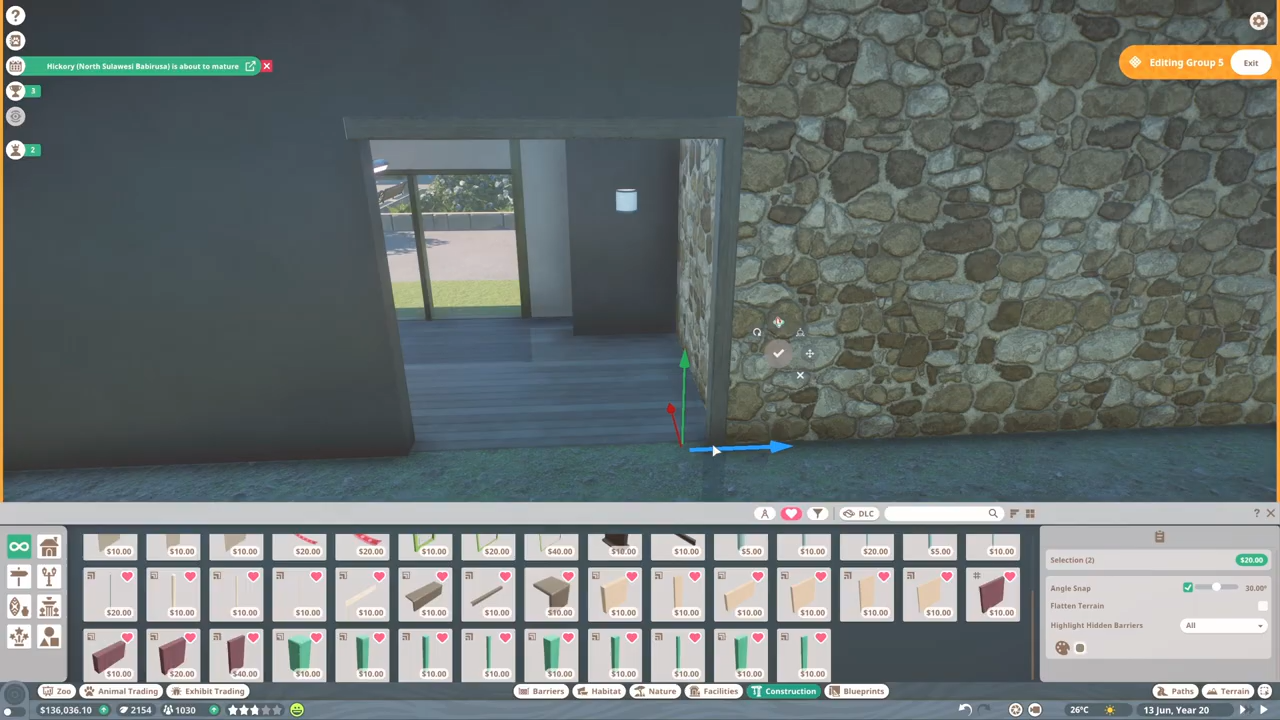 ?
Hickory (North Sulawesi Babirusa) is about to mature
3
2
Editing Group 5
Exit
DLC
? 
$10.00 $10.00 $10.00 $20.00 $20.00 $10.00 $20.00 $40.00 $10.00 $10.00 $5.00 $10.00 $20.00 $5.00 $10.00
$20.00 $10.00 $10.00 $10.00 $10.00 $10.00 $10.00 $10.00 $10.00 $10.00 $10.00 $10.00 $10.00 $10.00 $10.00
$10.00 $20.00 $40.00 $10.00 $10.00 $10.00 $10.00 $10.00 $10.00 $10.00 $10.00 $10.00
Selection (2) $20.00
Angle Snap 30.00°
Flatten Terrain
Highlight Hidden Barriers All
Zoo Animal Trading Exhibit Trading Barriers Habitat Nature Facilities Construction Blueprints Paths Terrain
$136,036.10 2154 1030 26°C 13 Jun, Year 20